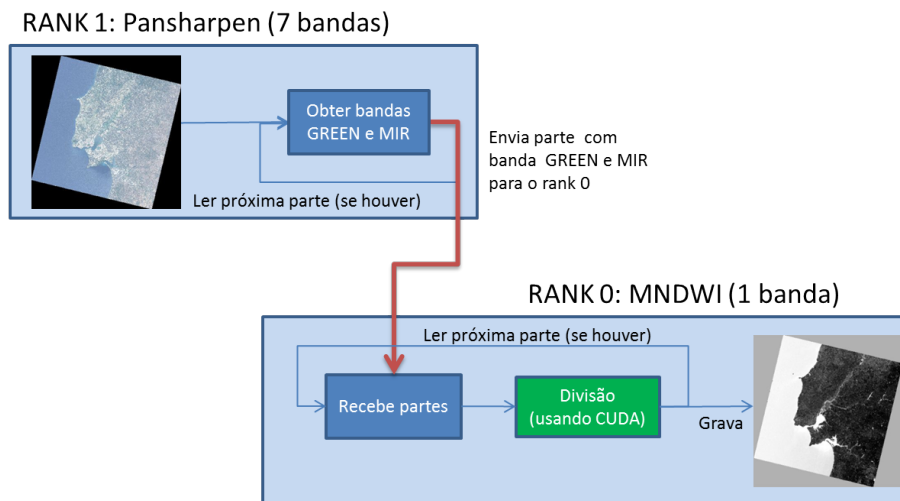 RANK 1: Pansharpen (7 bandas)
Obter bandas
GREEN e MIR
Ler próxima parte (se houver)
Envia parte com
banda GREEN e MIR
para o rank 0
RANK 0: MNDWI (1 banda)
Ler próxima parte (se houver)
Recebe partes
Divisão
(usando CUDA)
Grava